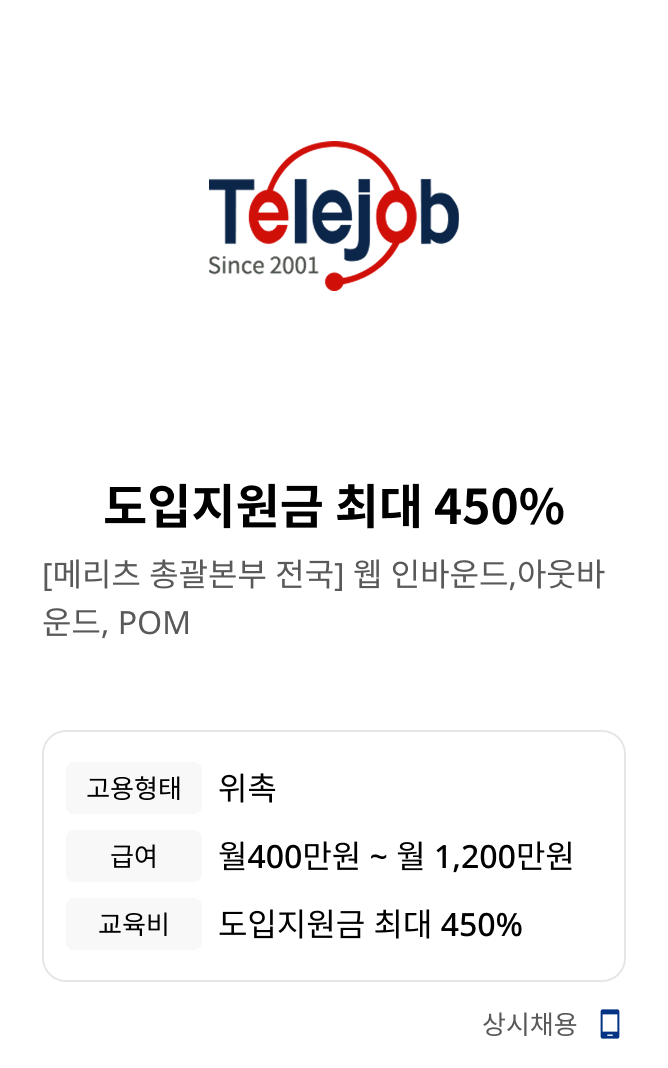 Telejob
Since 2001
도입지원금 최대 450%
[메리츠 총괄본부 전국] 웹 인바운드,아웃바
운드, POM
고용형태 위촉
급여 월400만원 ~ 월 1,200만원
교육비 도입지원금 최대 450%
상시채용